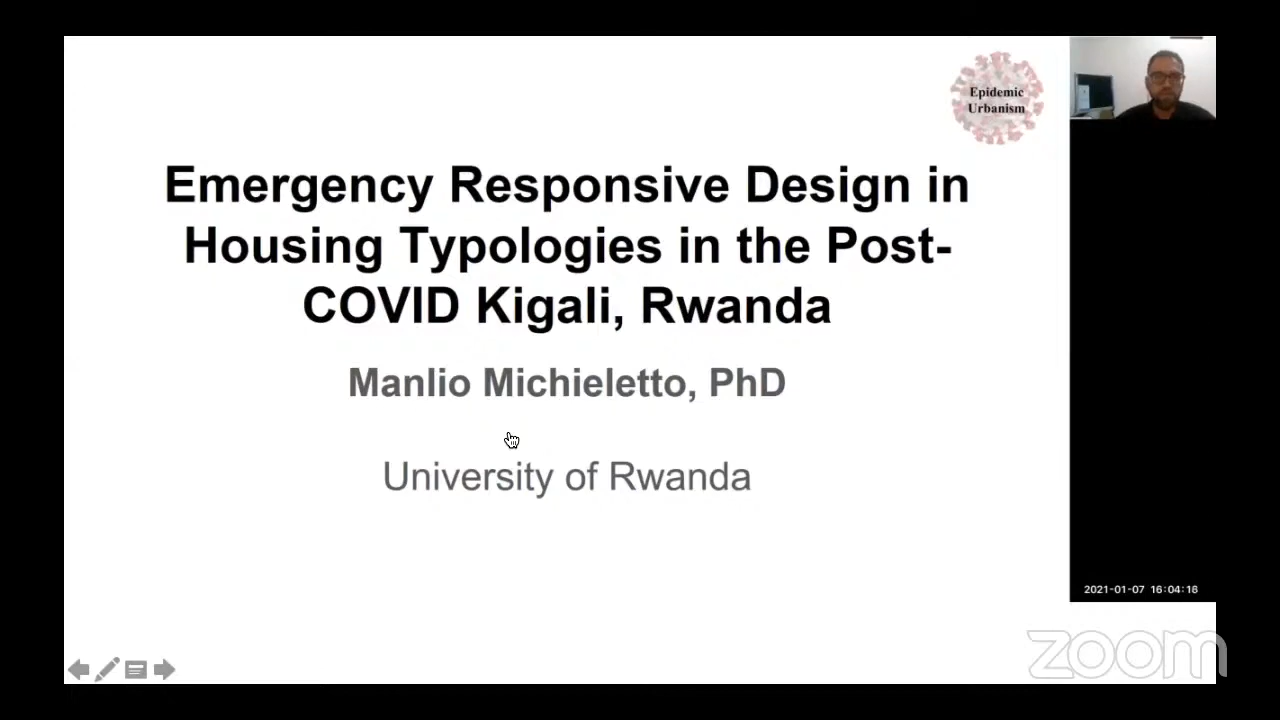 Epidemic
Urbanism
Emergency Responsive Design in
Housing Typologies in the Post-
COVID Kigali, Rwanda
Manlio Michieletto, PhD
University of Rwanda
2021-01-07 16:04:18
zoom